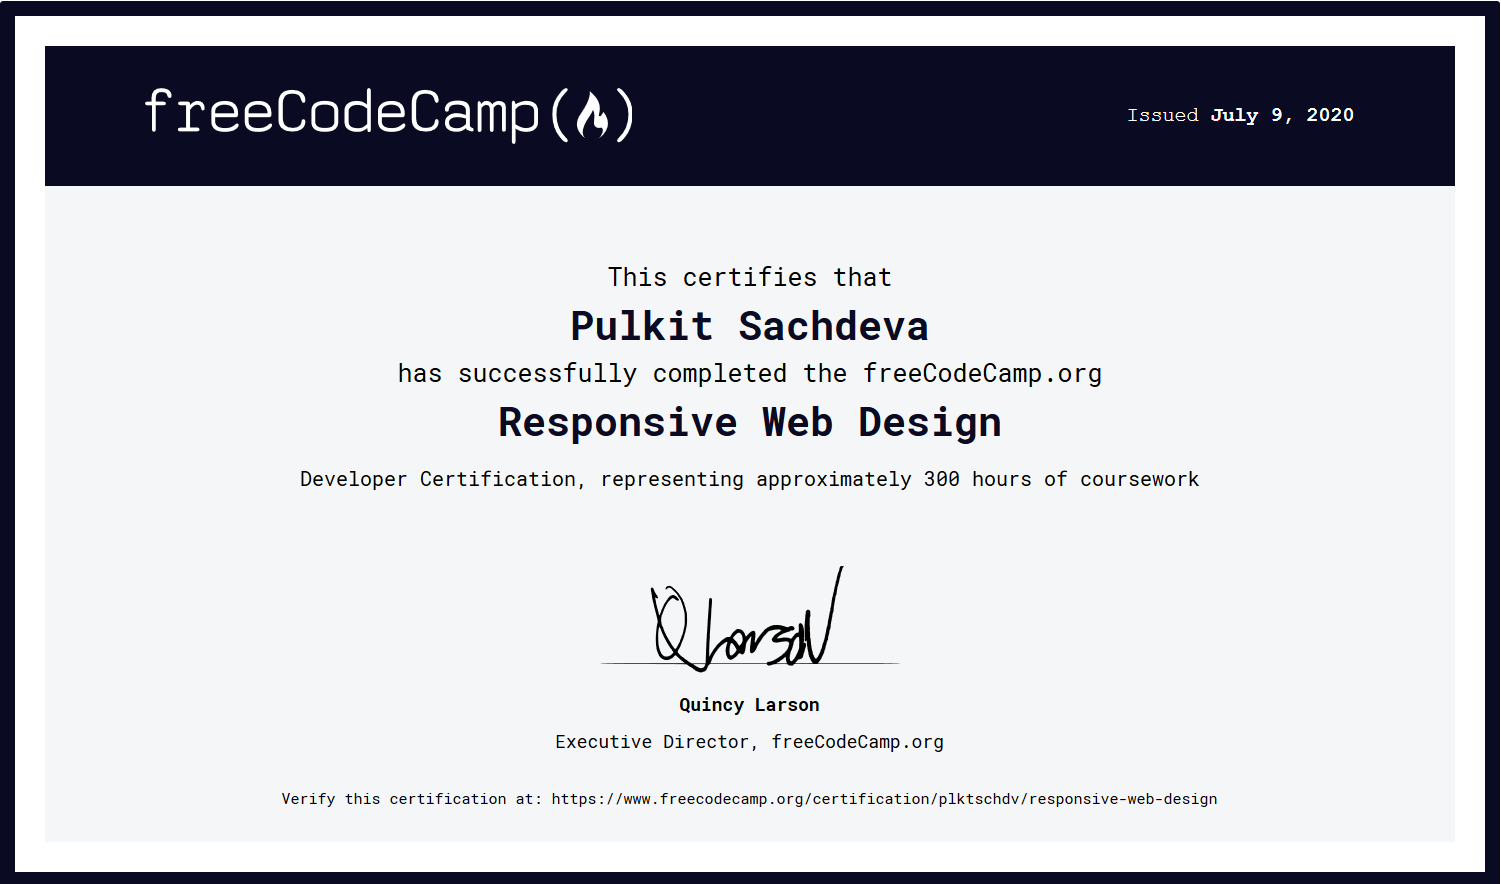 freeCodeCamp(🔥)
Issued July 9, 2020
This certifies that
Pulkit Sachdeva
has successfully completed the freeCodeCamp.org
Responsive Web Design
Developer Certification, representing approximately 300 hours of coursework
QLarson
Quincy Larson
Executive Director, freeCodeCamp.org
Verify this certification at: https://www.freecodecamp.org/certification/plktschdv/responsive-web-design